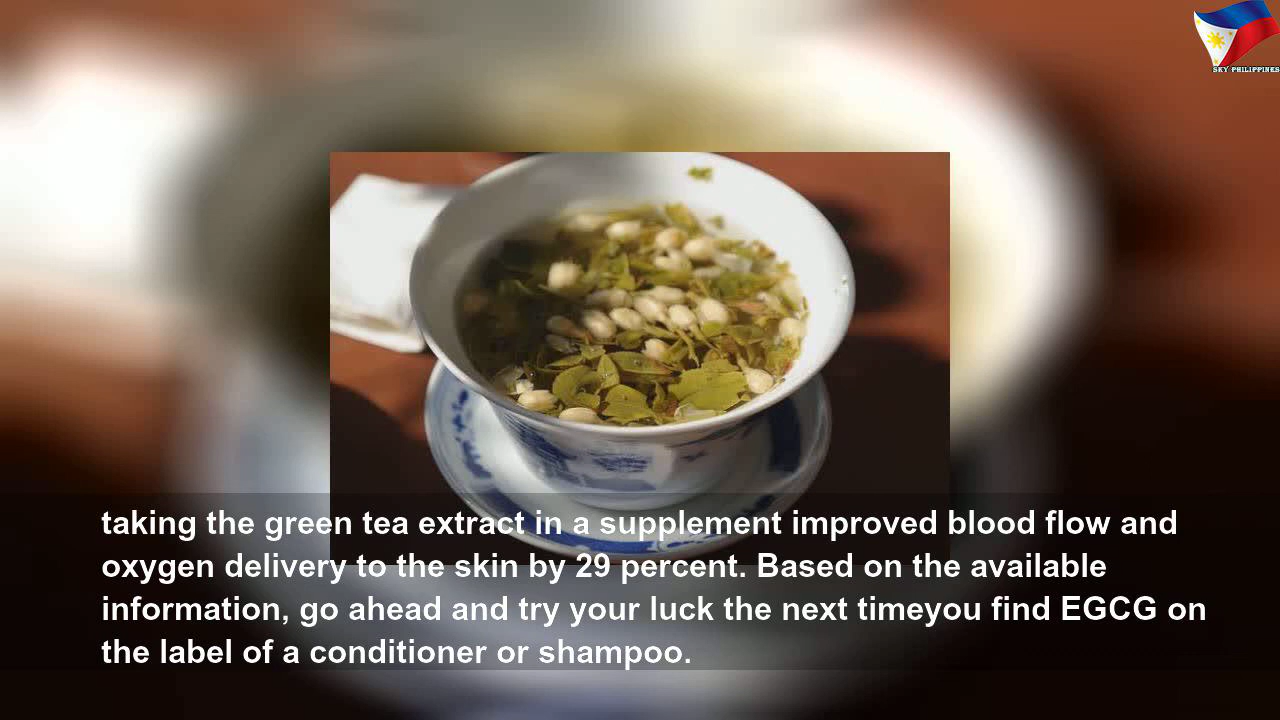 SKY PHILIPPINES
taking the green tea extract in a supplement improved blood flow and
oxygen delivery to the skin by 29 percent. Based on the available
information, go ahead and try your luck the next timeyou find EGCG on
the label of a conditioner or shampoo.